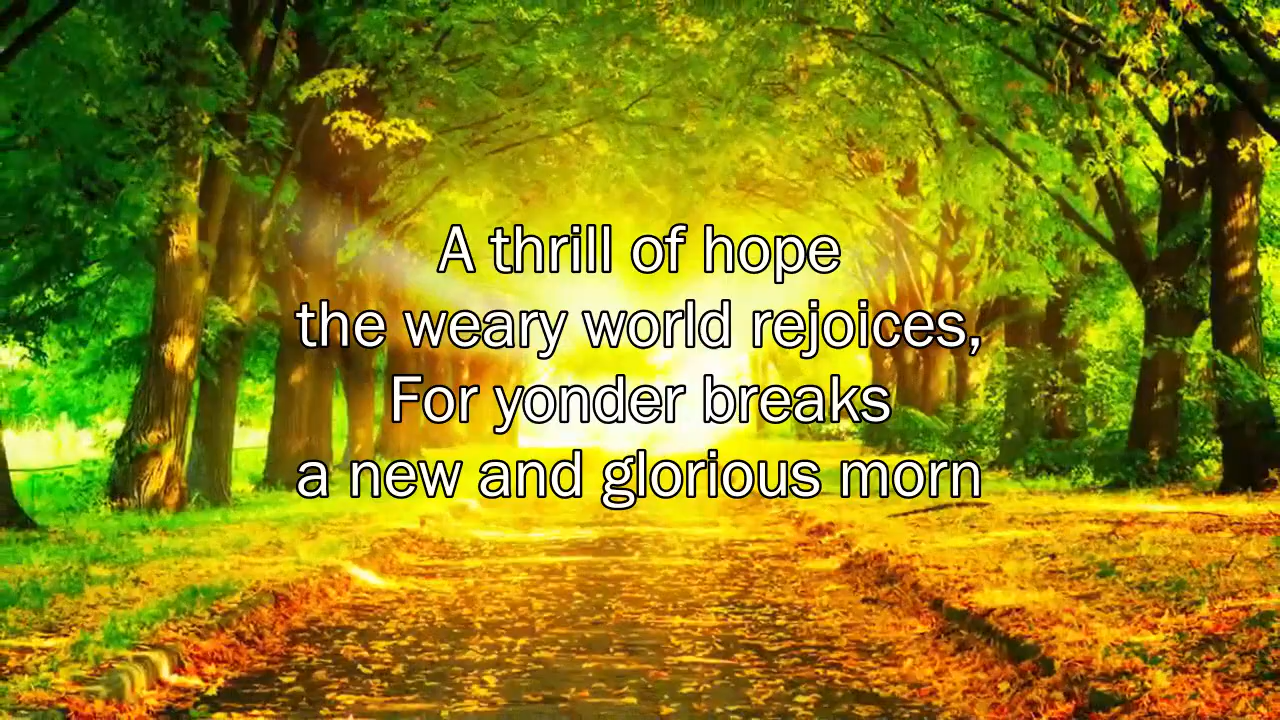 A thrill of hope
the weary world rejoices,
For yonder breaks
a new and glorious morn